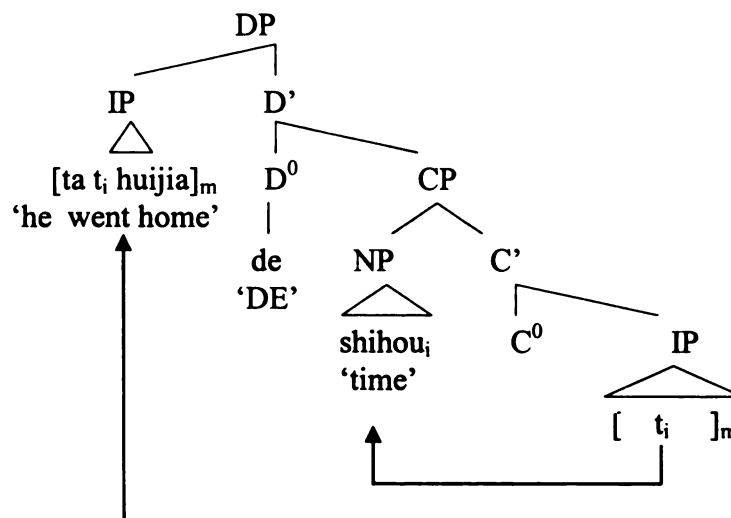 DP
IP D’
[ta tᵢ huijia]ₘ D⁰ CP
‘he went home’
de NP C’
‘DE’
shihouᵢ C⁰ IP
‘time’
[ tᵢ ]ₘ